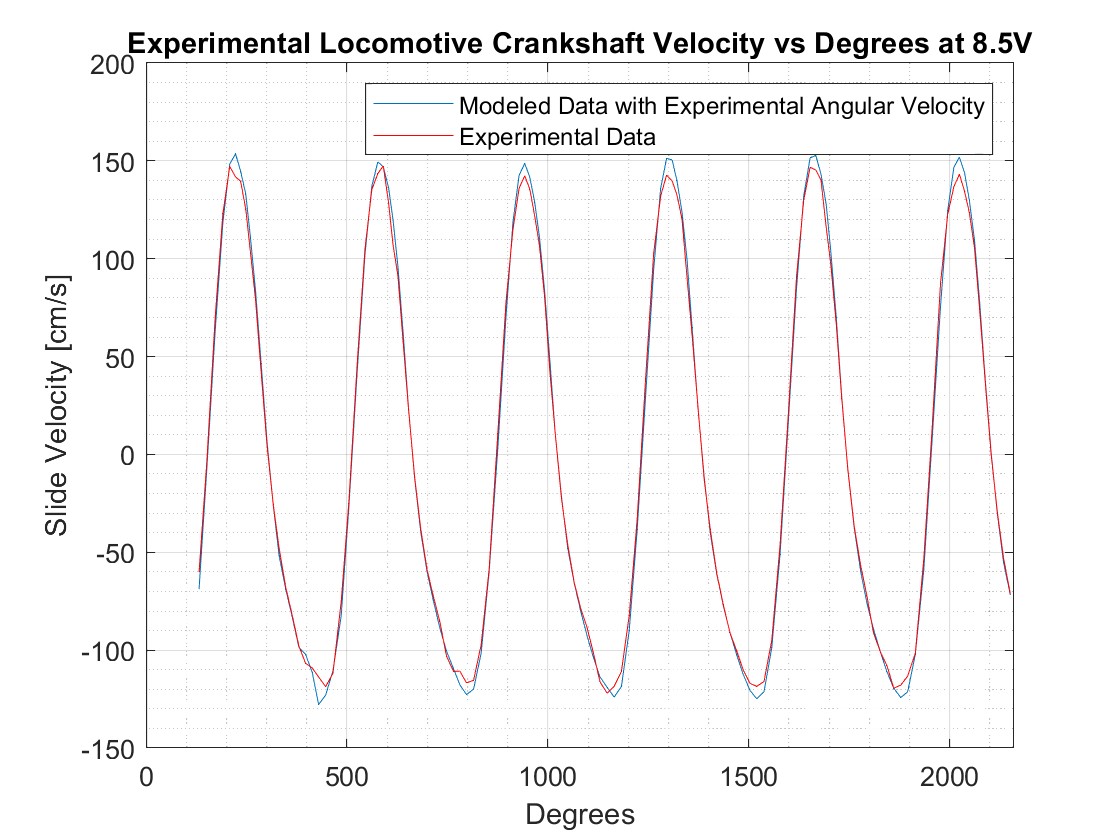 Experimental Locomotive Crankshaft Velocity vs Degrees at 8.5V
200
Modeled Data with Experimental Angular Velocity
Experimental Data
150
100
50
0
-50
-100
-150
Slide Velocity [cm/s]
0 500 1000 1500 2000
Degrees